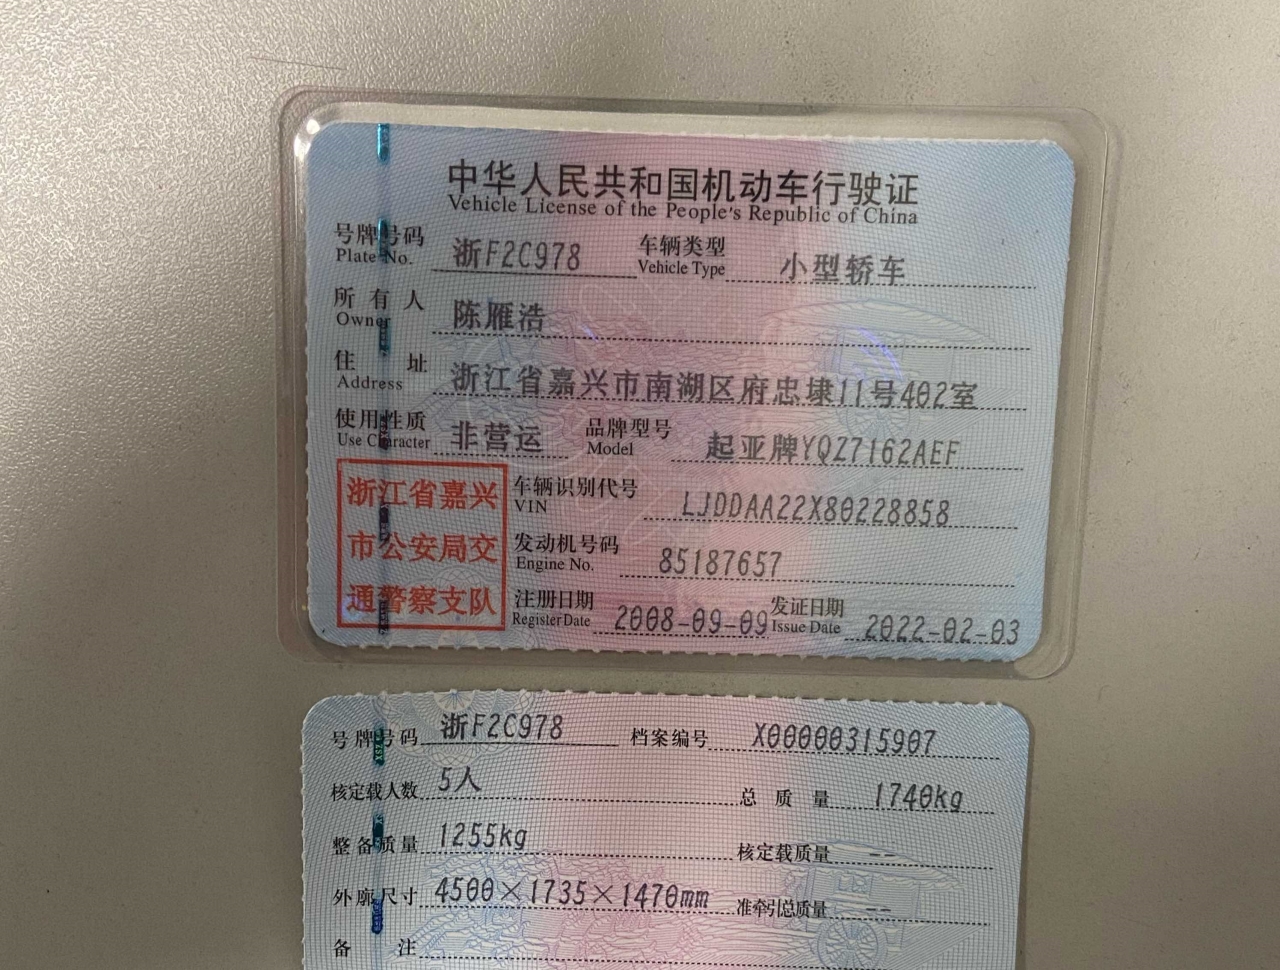 中华人民共和国机动车行驶证
Vehicle License of the People's Republic of China
号牌号码 浙F2C978 车辆类型 小型轿车
Plate No. Vehicle Type
所有人 陈雁浩
Owner
住址 浙江省嘉兴市南湖区府忠埭11号402室
Address
使用性质 非营运 品牌型号 起亚牌YQZ7162AEF
Use Character Model
浙江省嘉兴
市公安局交
通警察支队
车辆识别代号 LJDDAA22X80228858
VIN
发动机号码 85187657
Engine No.
注册日期 2008-09-09 发证日期 2022-02-03
Register Date Issue Date
号牌号码 浙F2C978 档案编号 X00000315907
核定载人数 5人 总质量 1740kg
整备质量 1255kg 核定载质量 --
外廓尺寸 4500×1735×1470mm 准牵引总质量 --
备注